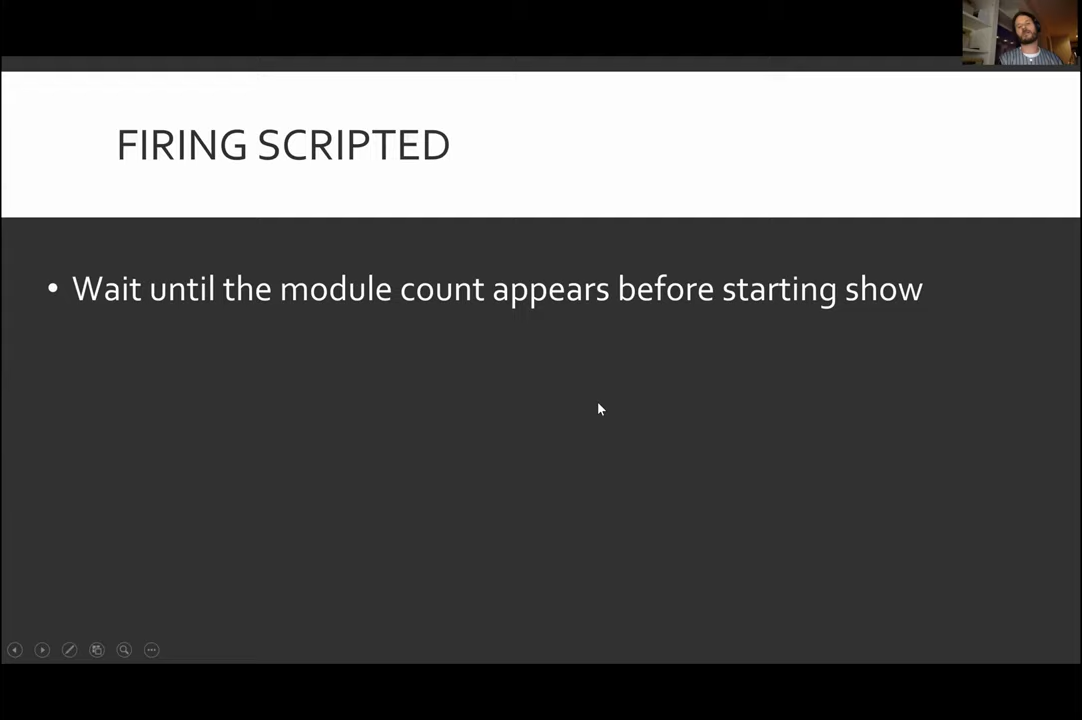 FIRING SCRIPTED
• Wait until the module count appears before starting show